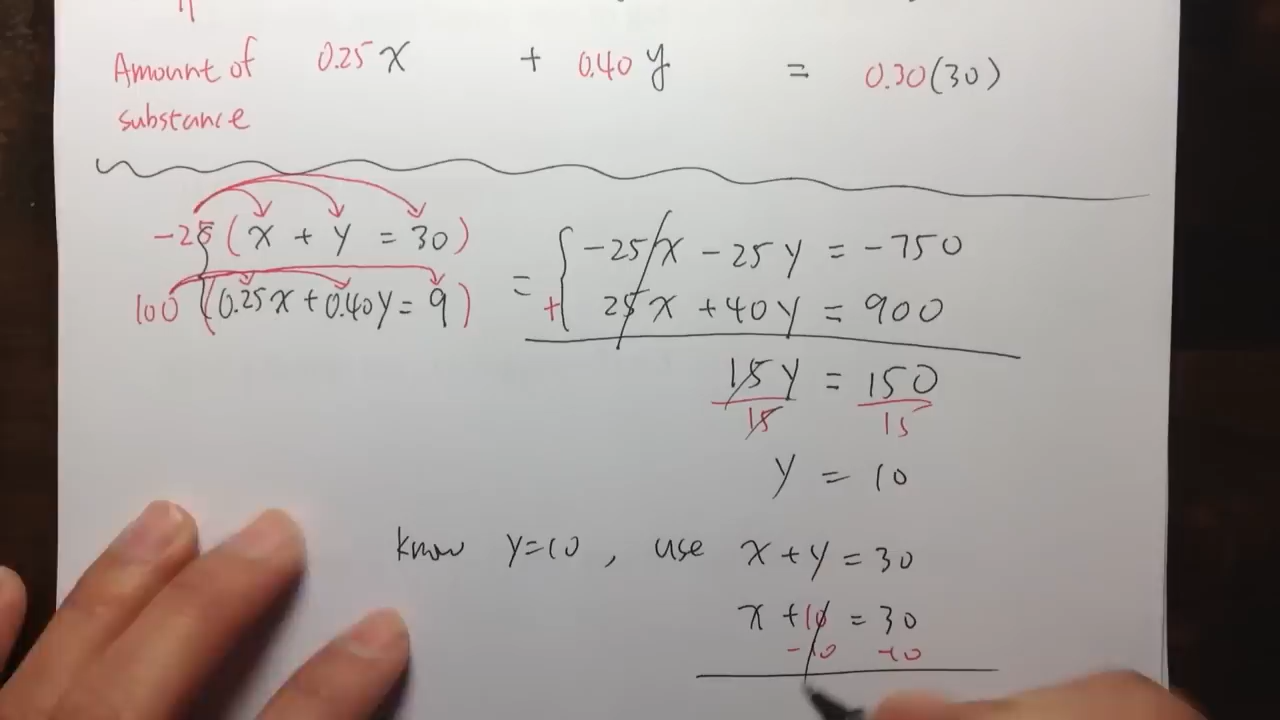 Amount of 0.25x + 0.40y = 0.30(30)
substance
-25(x + y = 30)
100(0.25x + 0.40y = 9)
= { -25x - 25y = -750
+ 25x + 40y = 900
15y = 150
15 15
y = 10
know y=10, use x + y = 30
x + 10 = 30
-10 -10